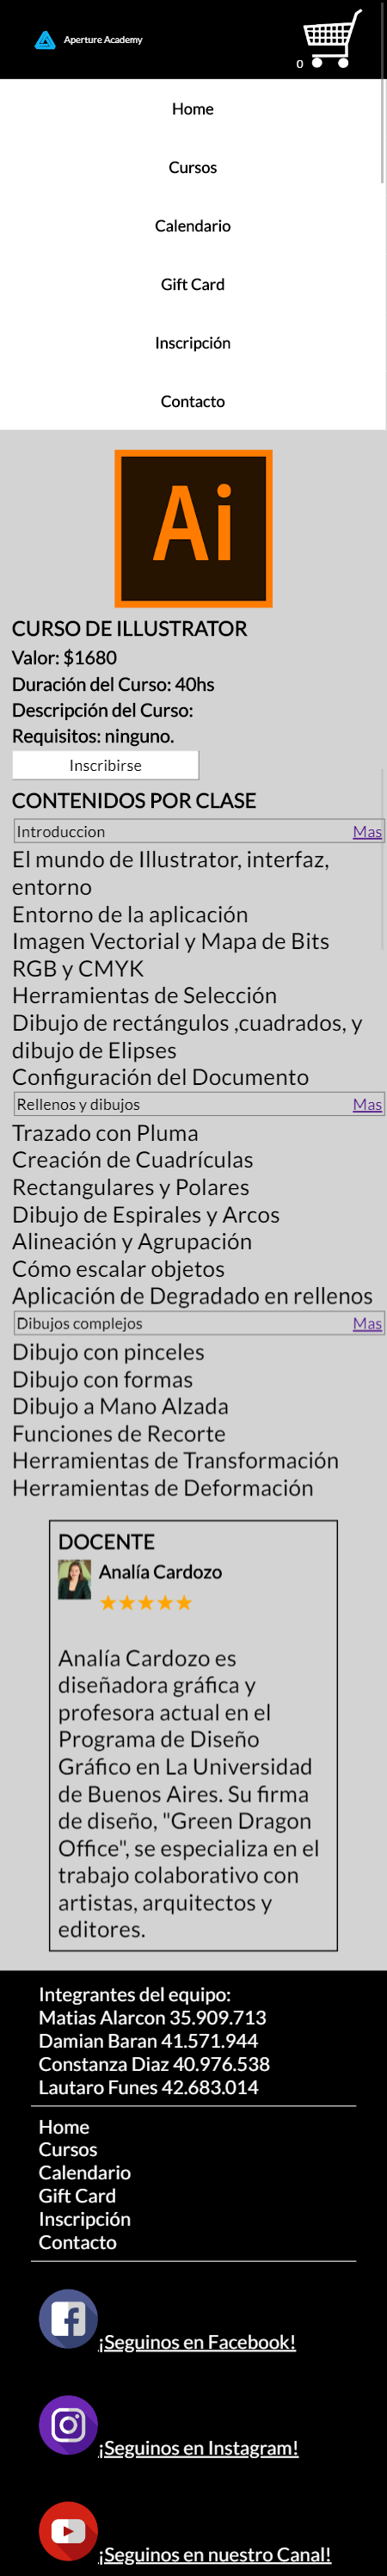 Aperture Academy
0
Home
Cursos
Calendario
Gift Card
Inscripción
Contacto
Ai
CURSO DE ILLUSTRATOR
Valor: $1680
Duración del Curso: 40hs
Descripción del Curso:
Requisitos: ninguno.
Inscribirse
CONTENIDOS POR CLASE
Introduccion Mas
El mundo de Illustrator, interfaz,
entorno
Entorno de la aplicación
Imagen Vectorial y Mapa de Bits
RGB y CMYK
Herramientas de Selección
Dibujo de rectángulos ,cuadrados, y
dibujo de Elipses
Configuración del Documento
Rellenos y dibujos Mas
Trazado con Pluma
Creación de Cuadrículas
Rectangulares y Polares
Dibujo de Espirales y Arcos
Alineación y Agrupación
Cómo escalar objetos
Aplicación de Degradado en rellenos
Dibujos complejos Mas
Dibujo con pinceles
Dibujo con formas
Dibujo a Mano Alzada
Funciones de Recorte
Herramientas de Transformación
Herramientas de Deformación
DOCENTE
Analía Cardozo
Analía Cardozo es
diseñadora gráfica y
profesora actual en el
Programa de Diseño
Gráfico en La Universidad
de Buenos Aires. Su firma
de diseño, "Green Dragon
Office", se especializa en el
trabajo colaborativo con
artistas, arquitectos y
editores.
Integrantes del equipo:
Matias Alarcon 35.909.713
Damian Baran 41.571.944
Constanza Diaz 40.976.538
Lautaro Funes 42.683.014
Home
Cursos
Calendario
Gift Card
Inscripción
Contacto
¡Seguinos en Facebook!
¡Seguinos en Instagram!
¡Seguinos en nuestro Canal!